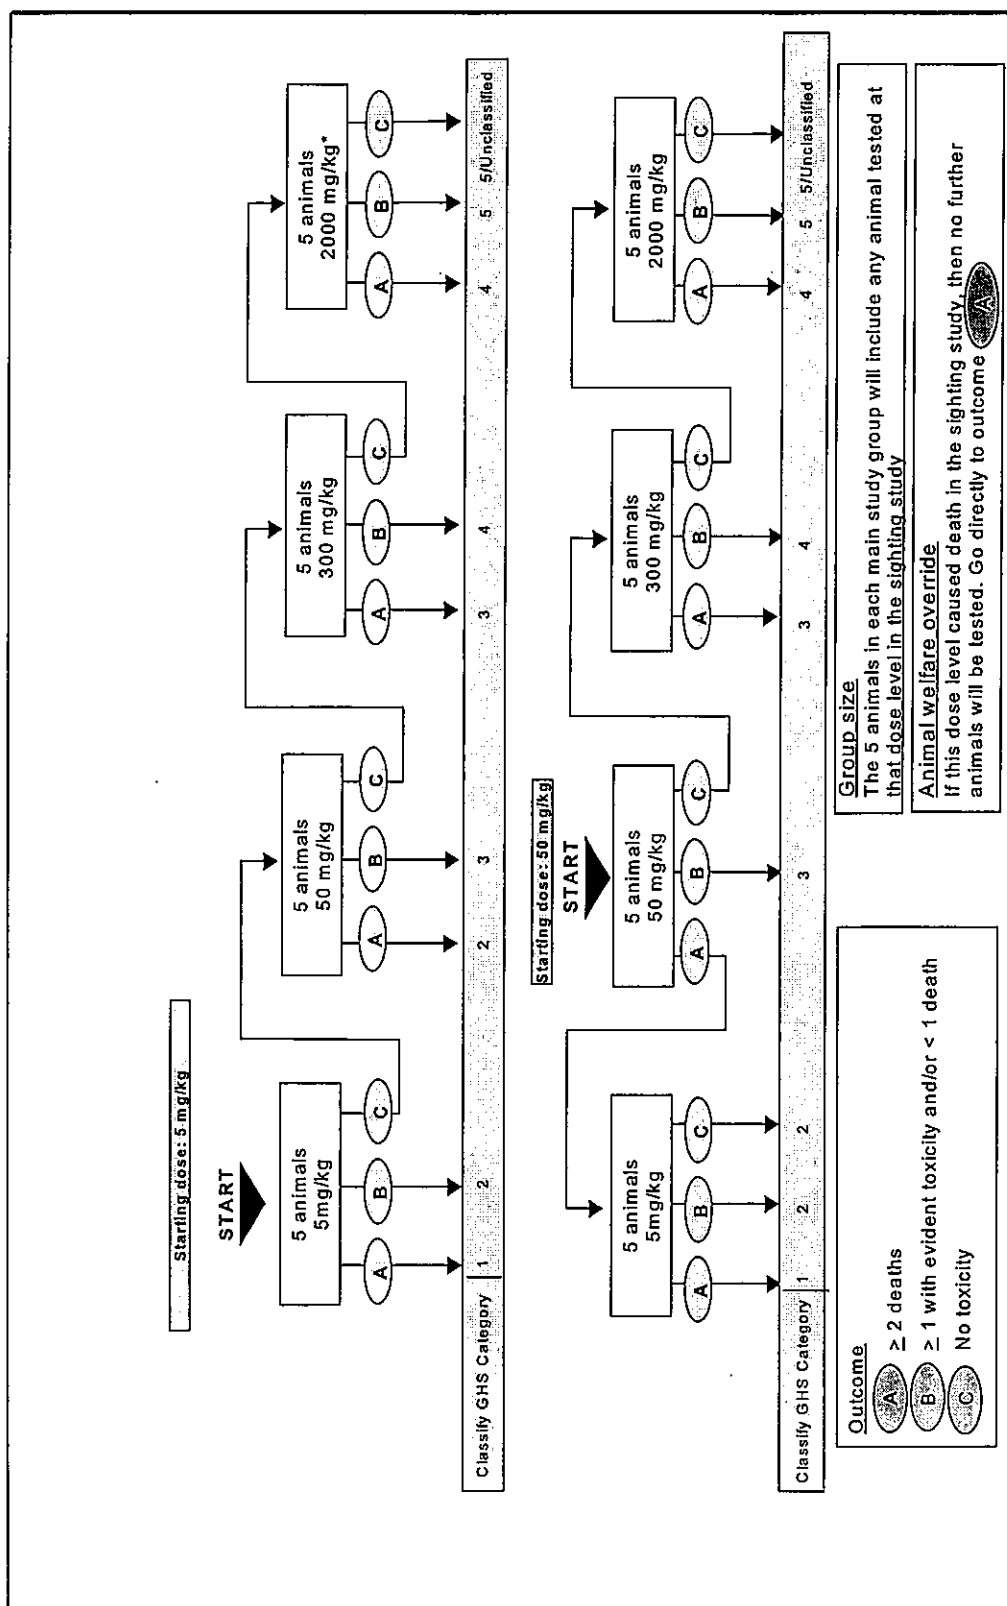 Starting dose: 5 mg/kg
START
5 animals
5mg/kg
5 animals
50 mg/kg
5 animals
300 mg/kg
5 animals
2000 mg/kg*
A
B
C
A
B
C
A
B
C
A
B
C
Classify GHS Category
1
2
2
3
3
4
4
5
5/Unclassified
Starting dose: 50 mg/kg
START
5 animals
5mg/kg
5 animals
50 mg/kg
5 animals
300 mg/kg
5 animals
2000 mg/kg
A
B
C
A
B
C
A
B
C
A
B
C
Classify GHS Category
1
2
2
3
3
4
4
5
5/Unclassified
Outcome
A ≥ 2 deaths
B ≥ 1 with evident toxicity and/or < 1 death
C No toxicity
Group size
The 5 animals in each main study group will include any animal tested at
that dose level in the sighting study
Animal welfare override
If this dose level caused death in the sighting study, then no further
animals will be tested. Go directly to outcome A